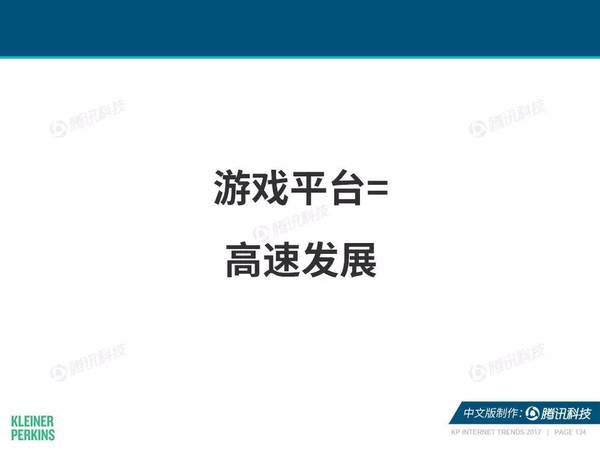 腾讯科技
腾讯科技
游戏平台=
腾讯科技
高速发展
腾讯科技
腾讯科技
KLEINER
PERKINS
中文版制作：腾讯科技
KP INTERNET TRENDS 2017 | PAGE 134